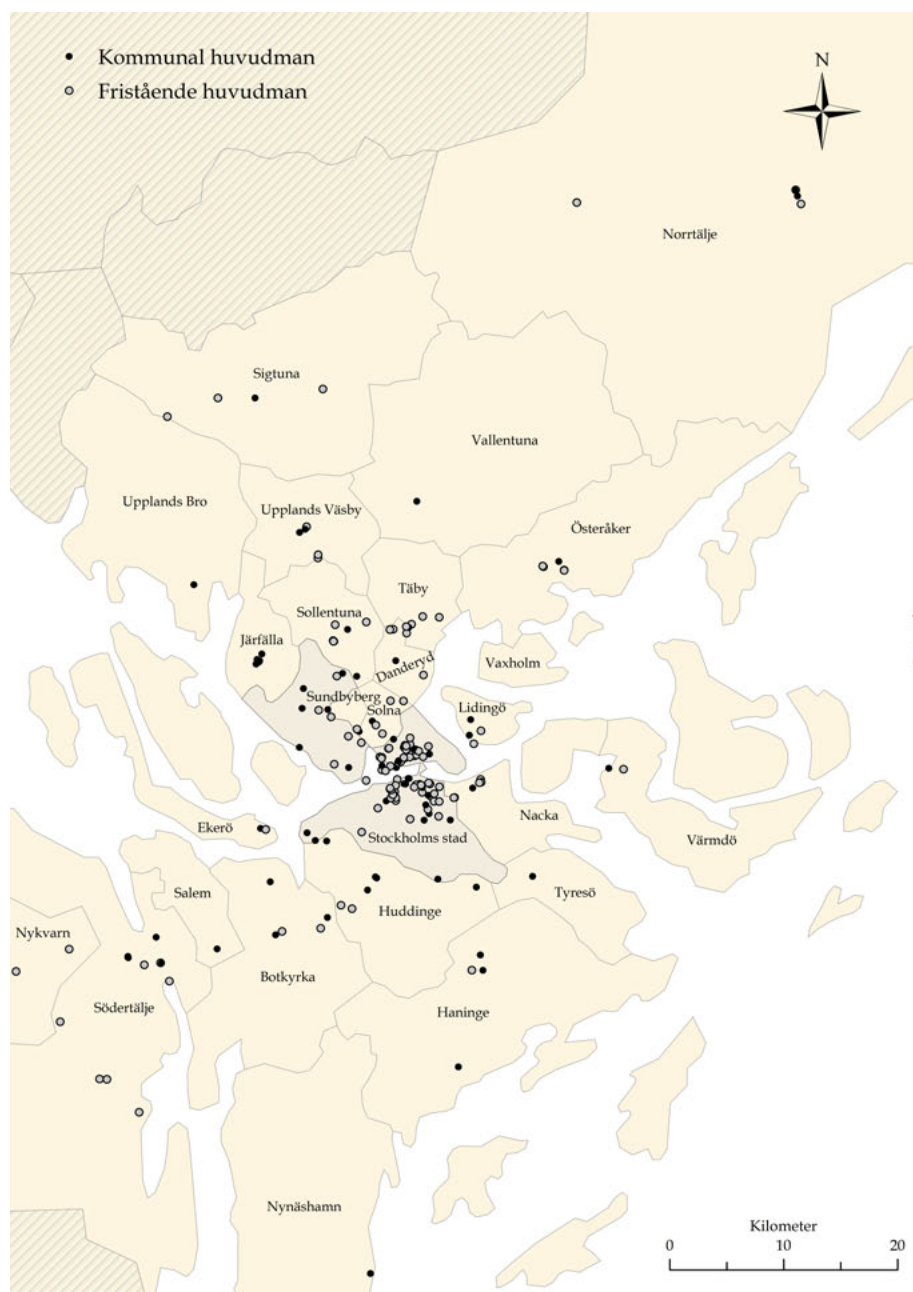 Kommunal huvudman
Fristående huvudman
N
Norrtälje
Sigtuna
Vallentuna
Upplands Bro
Upplands Väsby
Österåker
Täby
Sollentuna
Järfälla
Danderyd
Vaxholm
Sundbyberg
Solna
Lidingö
Ekerö
Nacka
Stockholms stad
Värmdö
Salem
Tyresö
Huddinge
Nykvarn
Botkyrka
Södertälje
Haninge
Nynäshamn
Kilometer
0 10 20